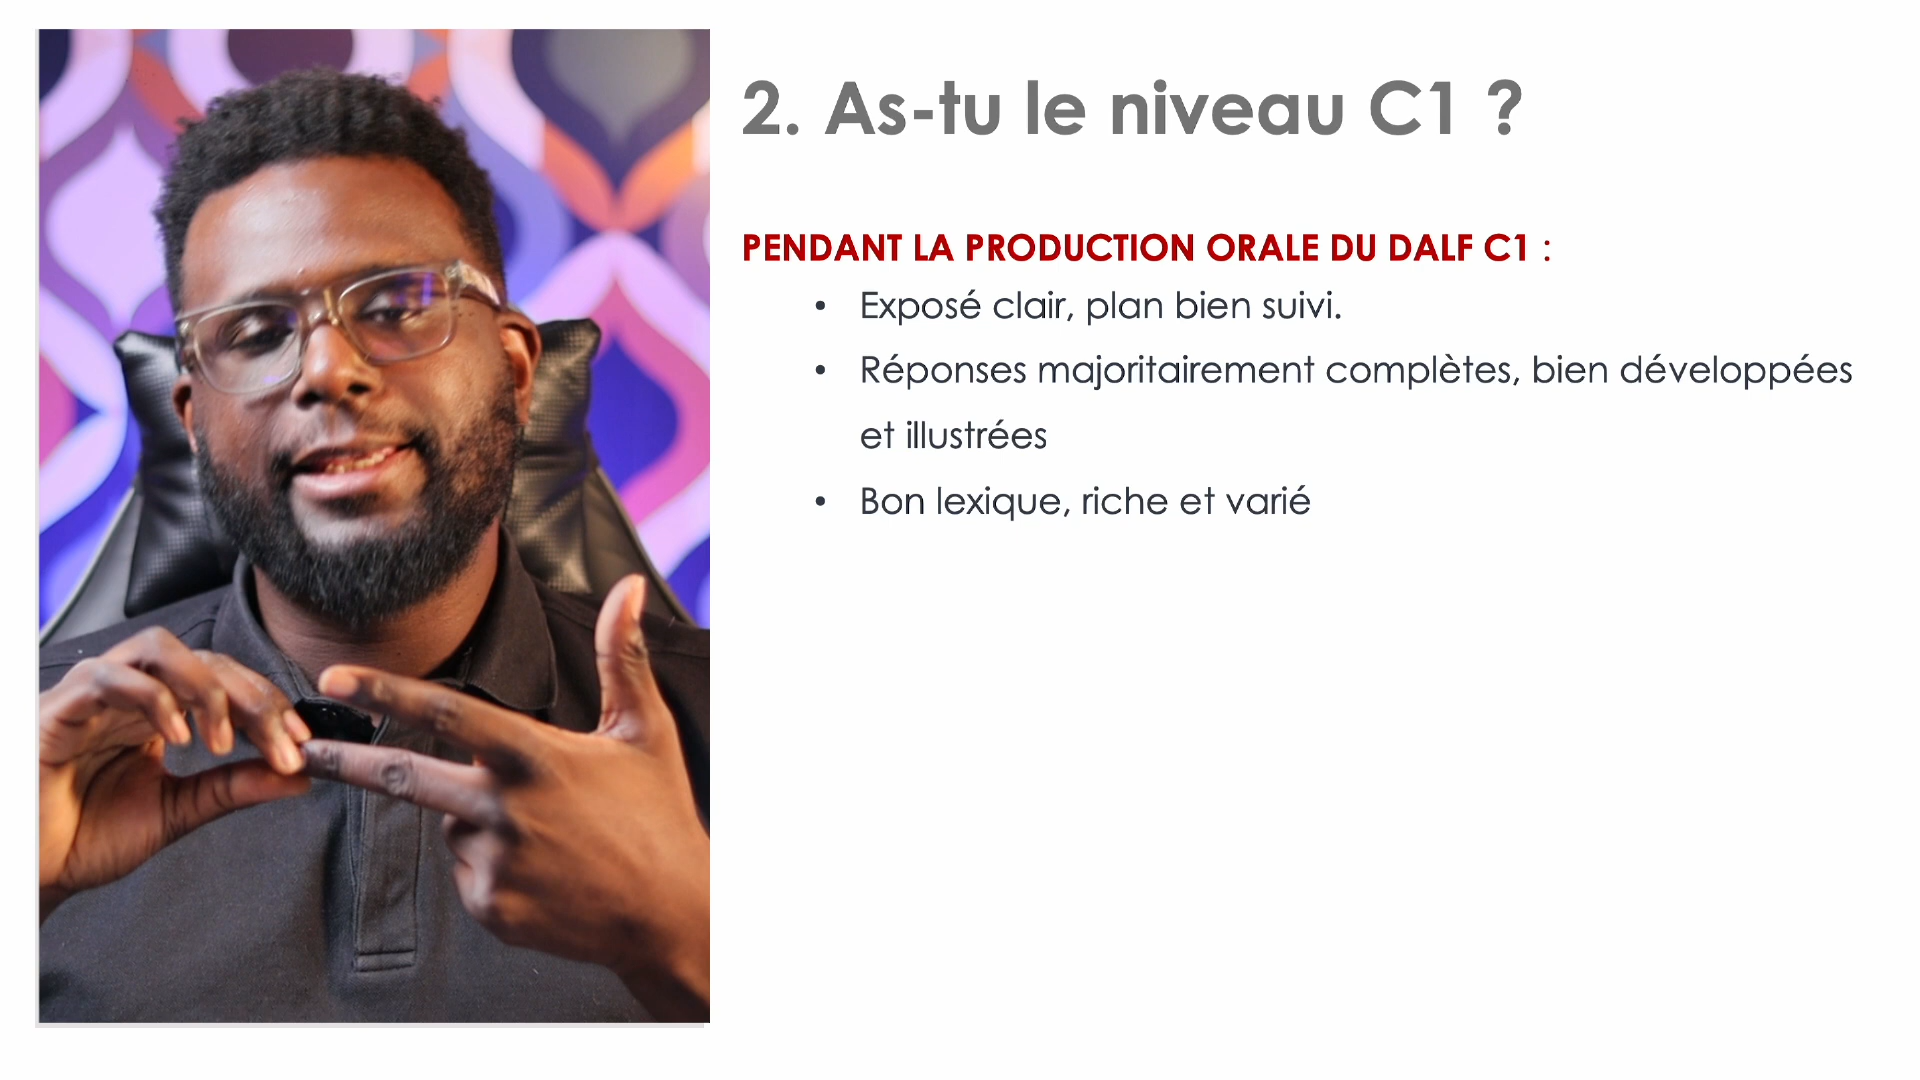 2. As-tu le niveau C1 ?
PENDANT LA PRODUCTION ORALE DU DALF C1 :
• Exposé clair, plan bien suivi.
• Réponses majoritairement complètes, bien développées
et illustrées
• Bon lexique, riche et varié